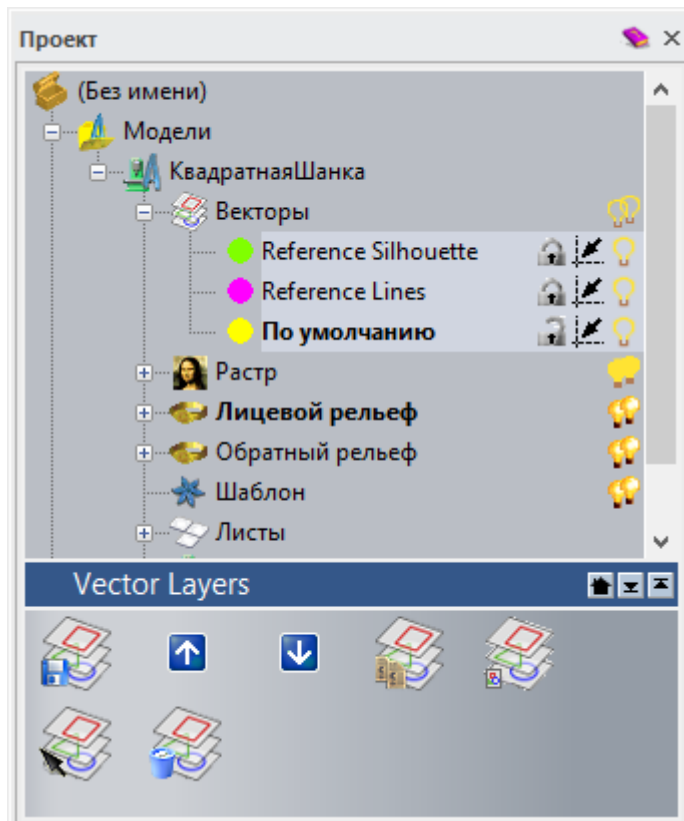 Проект
(Без имени)
Модели
КвадратнаяШанка
Векторы
Reference Silhouette
Reference Lines
По умолчанию
Растр
Лицевой рельеф
Обратный рельеф
Шаблон
Листы
Vector Layers